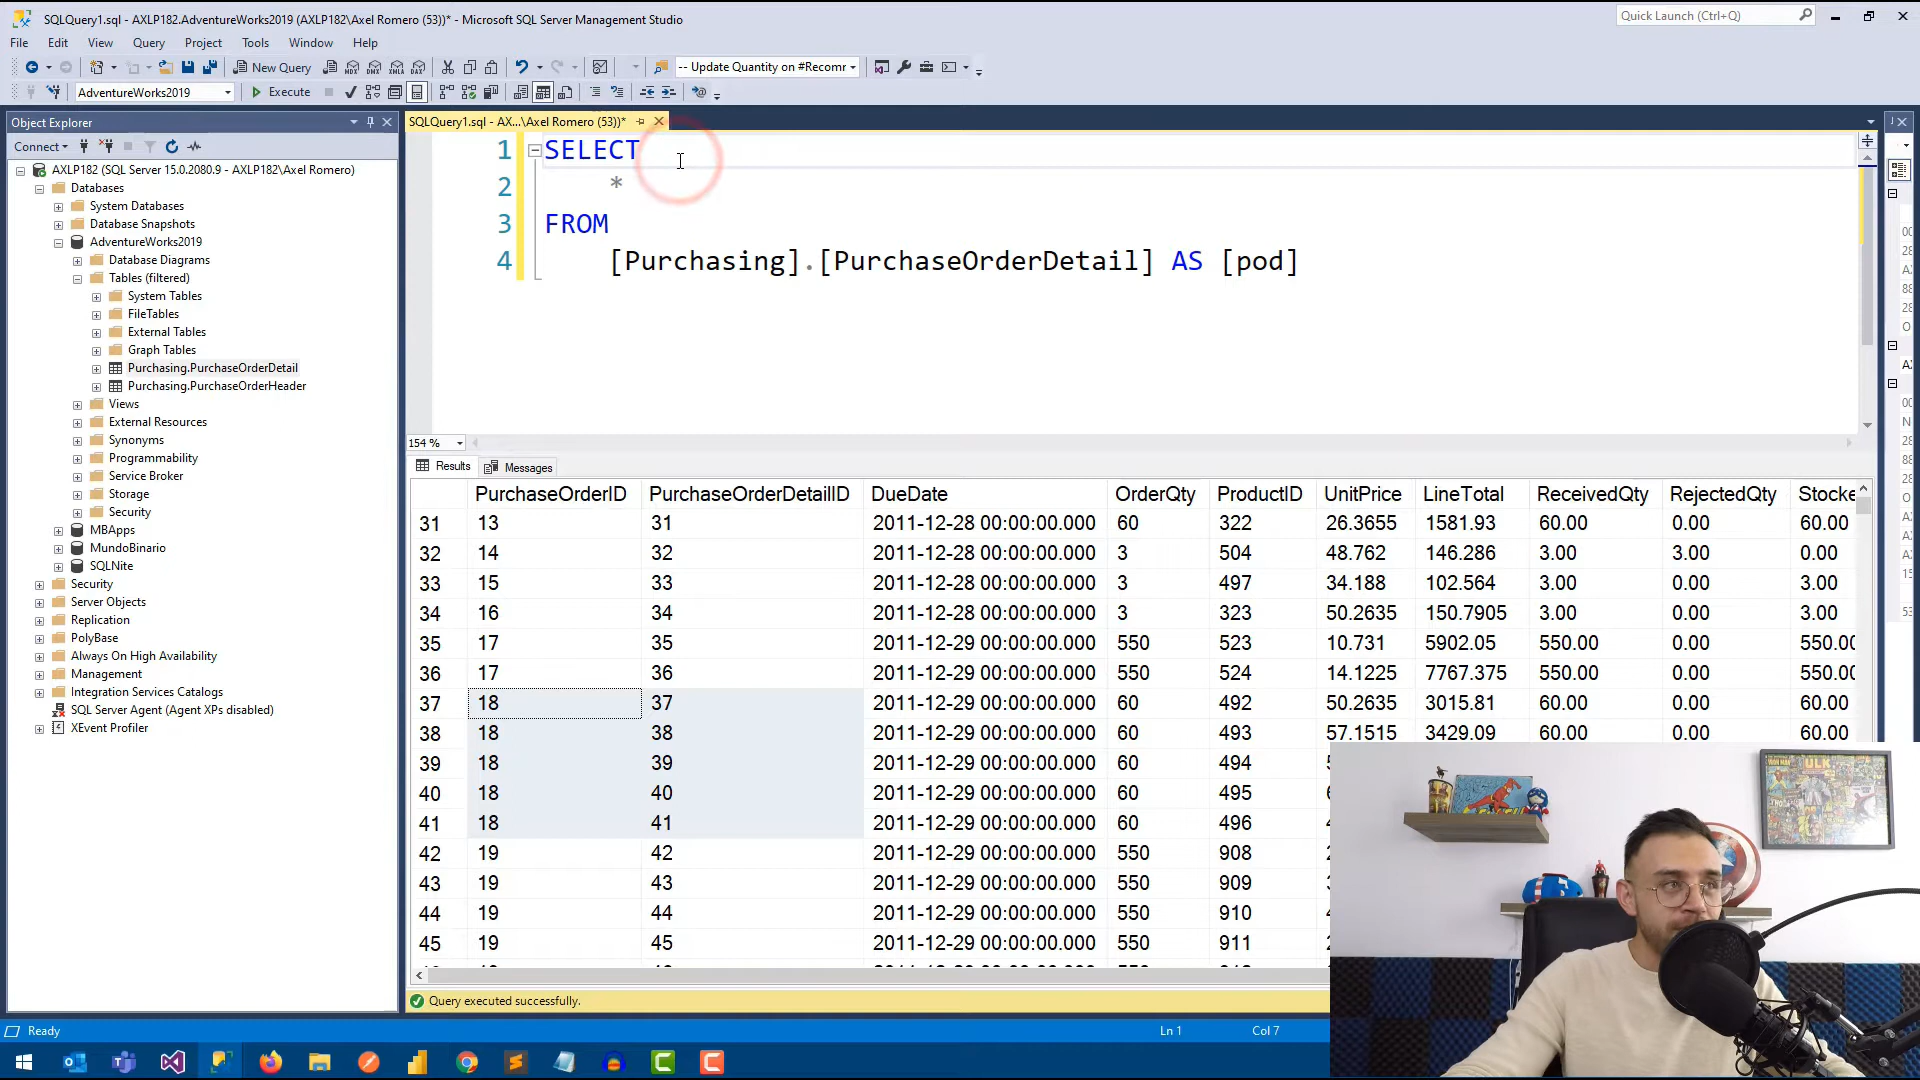 SQLQuery1.sql - AXLP182.AdventureWorks2019 (AXLP182\Axel Romero (53))* - Microsoft SQL Server Management Studio
Quick Launch (Ctrl+Q)
File Edit View Query Project Tools Window Help
New Query MDX DMX XMLA DAX -- Update Quantity on #Recomr
AdventureWorks2019 Execute
Object Explorer
Connect
AXLP182 (SQL Server 15.0.2080.9 - AXLP182\Axel Romero)
Databases
System Databases
Database Snapshots
AdventureWorks2019
Database Diagrams
Tables (filtered)
System Tables
FileTables
External Tables
Graph Tables
Purchasing.PurchaseOrderDetail
Purchasing.PurchaseOrderHeader
Views
External Resources
Synonyms
Programmability
Service Broker
Storage
Security
MBApps
MundoBinario
SQLNite
Security
Server Objects
Replication
PolyBase
Always On High Availability
Management
Integration Services Catalogs
SQL Server Agent (Agent XPs disabled)
XEvent Profiler
SQLQuery1.sql - AX...\Axel Romero (53))*
1 SELECT
2 *
3 FROM
4 [Purchasing].[PurchaseOrderDetail] AS [pod]
154 %
Results Messages
PurchaseOrderID PurchaseOrderDetailID DueDate OrderQty ProductID UnitPrice LineTotal ReceivedQty RejectedQty Stocke
31 13 31 2011-12-28 00:00:00.000 60 322 26.3655 1581.93 60.00 0.00 60.00
32 14 32 2011-12-28 00:00:00.000 3 504 48.762 146.286 3.00 3.00 0.00
33 15 33 2011-12-28 00:00:00.000 3 497 34.188 102.564 3.00 0.00 3.00
34 16 34 2011-12-28 00:00:00.000 3 323 50.2635 150.7905 3.00 0.00 3.00
35 17 35 2011-12-29 00:00:00.000 550 523 10.731 5902.05 550.00 0.00 550.00
36 17 36 2011-12-29 00:00:00.000 550 524 14.1225 7767.375 550.00 0.00 550.00
37 18 37 2011-12-29 00:00:00.000 60 492 50.2635 3015.81 60.00 0.00 60.00
38 18 38 2011-12-29 00:00:00.000 60 493 57.1515 3429.09 60.00 0.00 60.00
39 18 39 2011-12-29 00:00:00.000 60 494
40 18 40 2011-12-29 00:00:00.000 60 495
41 18 41 2011-12-29 00:00:00.000 60 496
42 19 42 2011-12-29 00:00:00.000 550 908
43 19 43 2011-12-29 00:00:00.000 550 909
44 19 44 2011-12-29 00:00:00.000 550 910
45 19 45 2011-12-29 00:00:00.000 550 911
Query executed successfully.
Ready Ln 1 Col 7